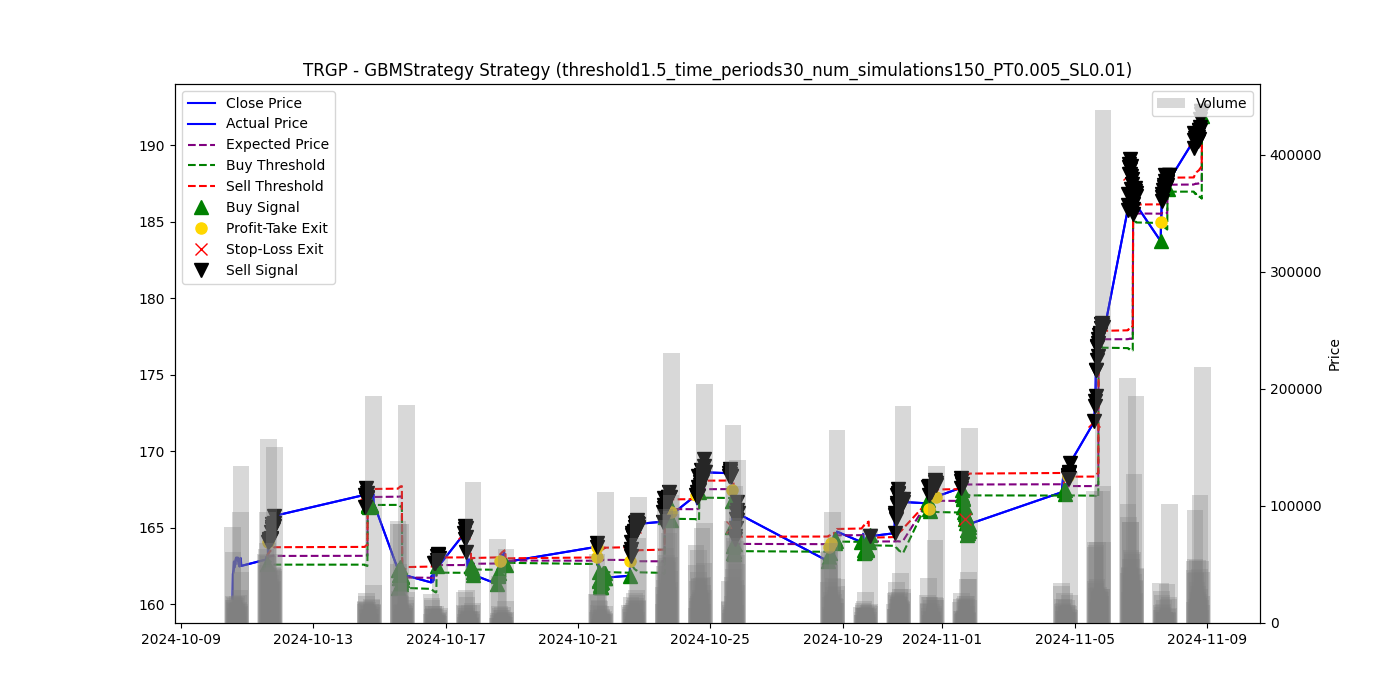 TRGP - GBMStrategy Strategy (threshold1.5_time_periods30_num_simulations150_PT0.005_SL0.01)
Close Price
Actual Price
Expected Price
Buy Threshold
Sell Threshold
Buy Signal
Profit-Take Exit
Stop-Loss Exit
Sell Signal
Volume
190
185
180
175
170
165
160
400000
300000
200000
100000
0
Price
2024-10-09
2024-10-13
2024-10-17
2024-10-21
2024-10-25
2024-10-29
2024-11-01
2024-11-05
2024-11-09